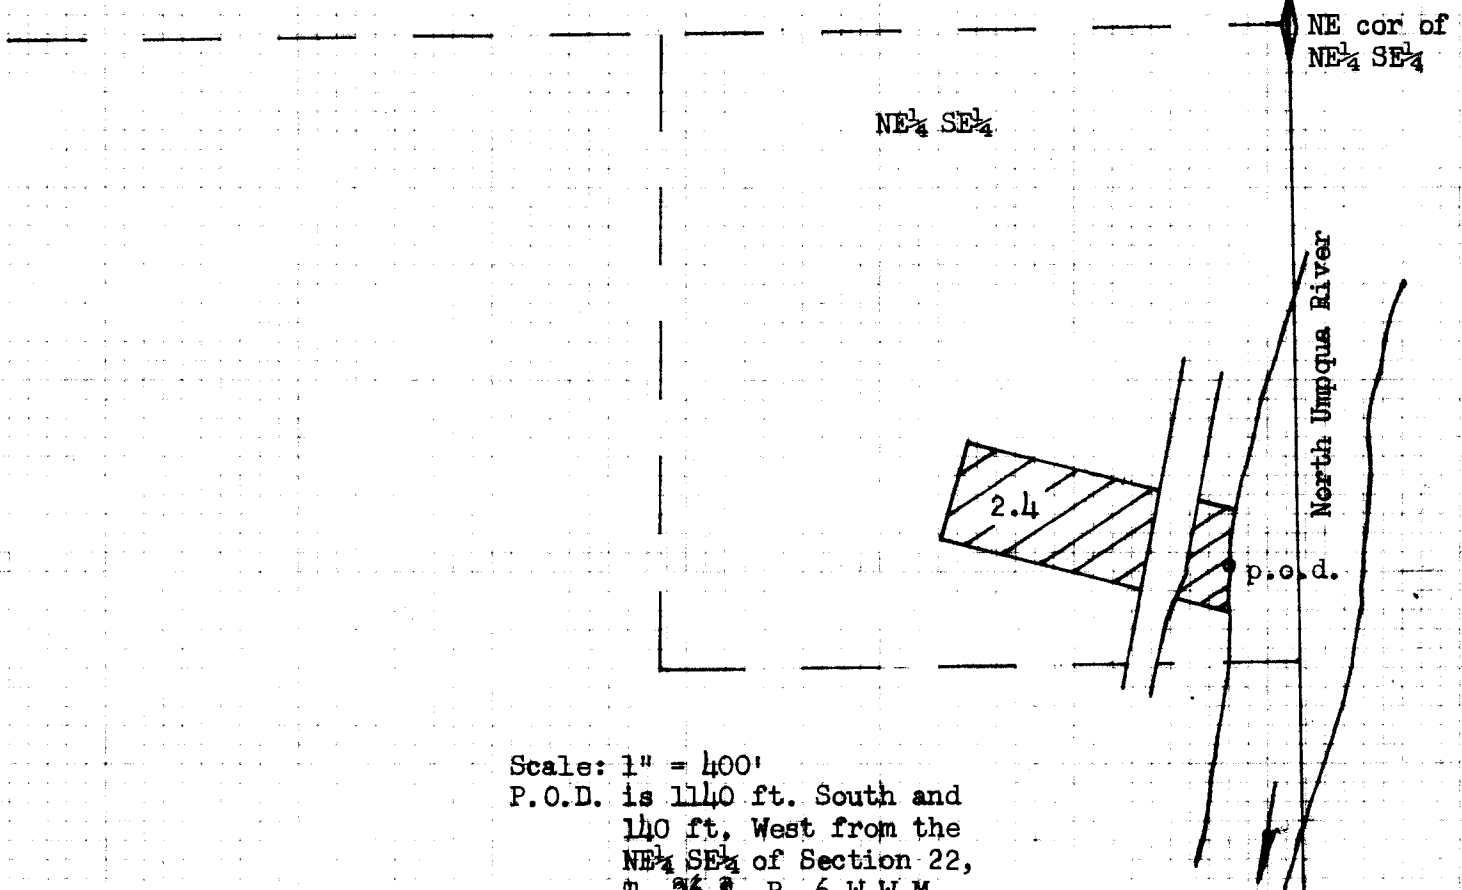 NE cor of
NE¼ SE¼
NE¼ SE¼
North Umpqua River
2.4
p.o.d.
Scale: 1" = 400'
P.O.D. is 1140 ft. South and
140 ft. West from the
NE¼ SE¼ of Section 22,
T. R. 6 W.W.M.